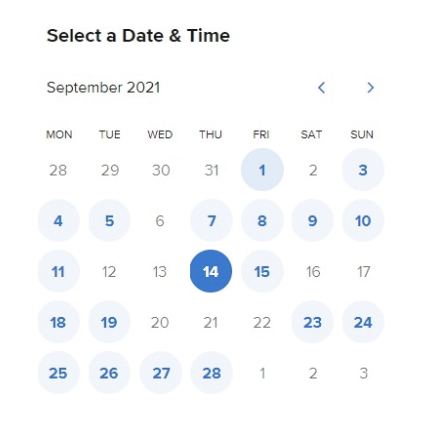 Select a Date & Time
September 2021
MON TUE WED THU FRI SAT SUN
28 29 30 31 1 2 3
4 5 6 7 8 9 10
11 12 13 14 15 16 17
18 19 20 21 22 23 24
25 26 27 28 1 2 3